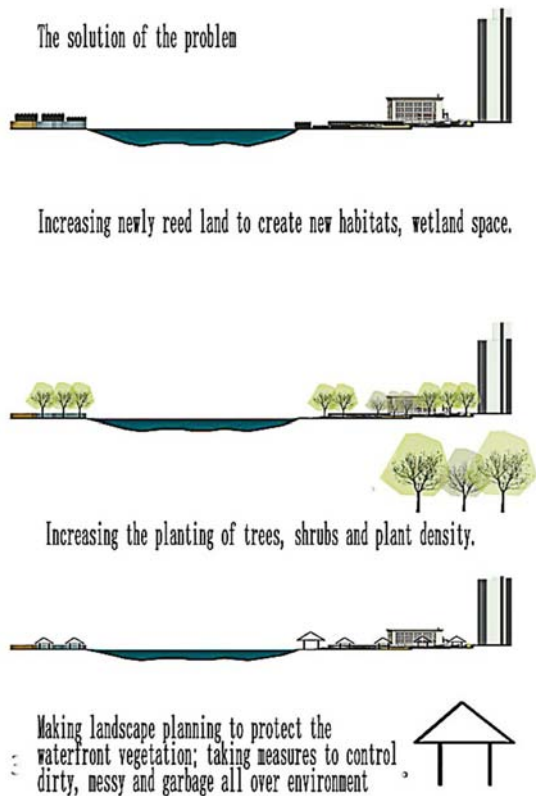 The solution of the problem
Increasing newly reed land to create new habitats, wetland space.
Increasing the planting of trees, shrubs and plant density.
Making landscape planning to protect the
waterfront vegetation; taking measures to control
dirty, messy and garbage all over environment